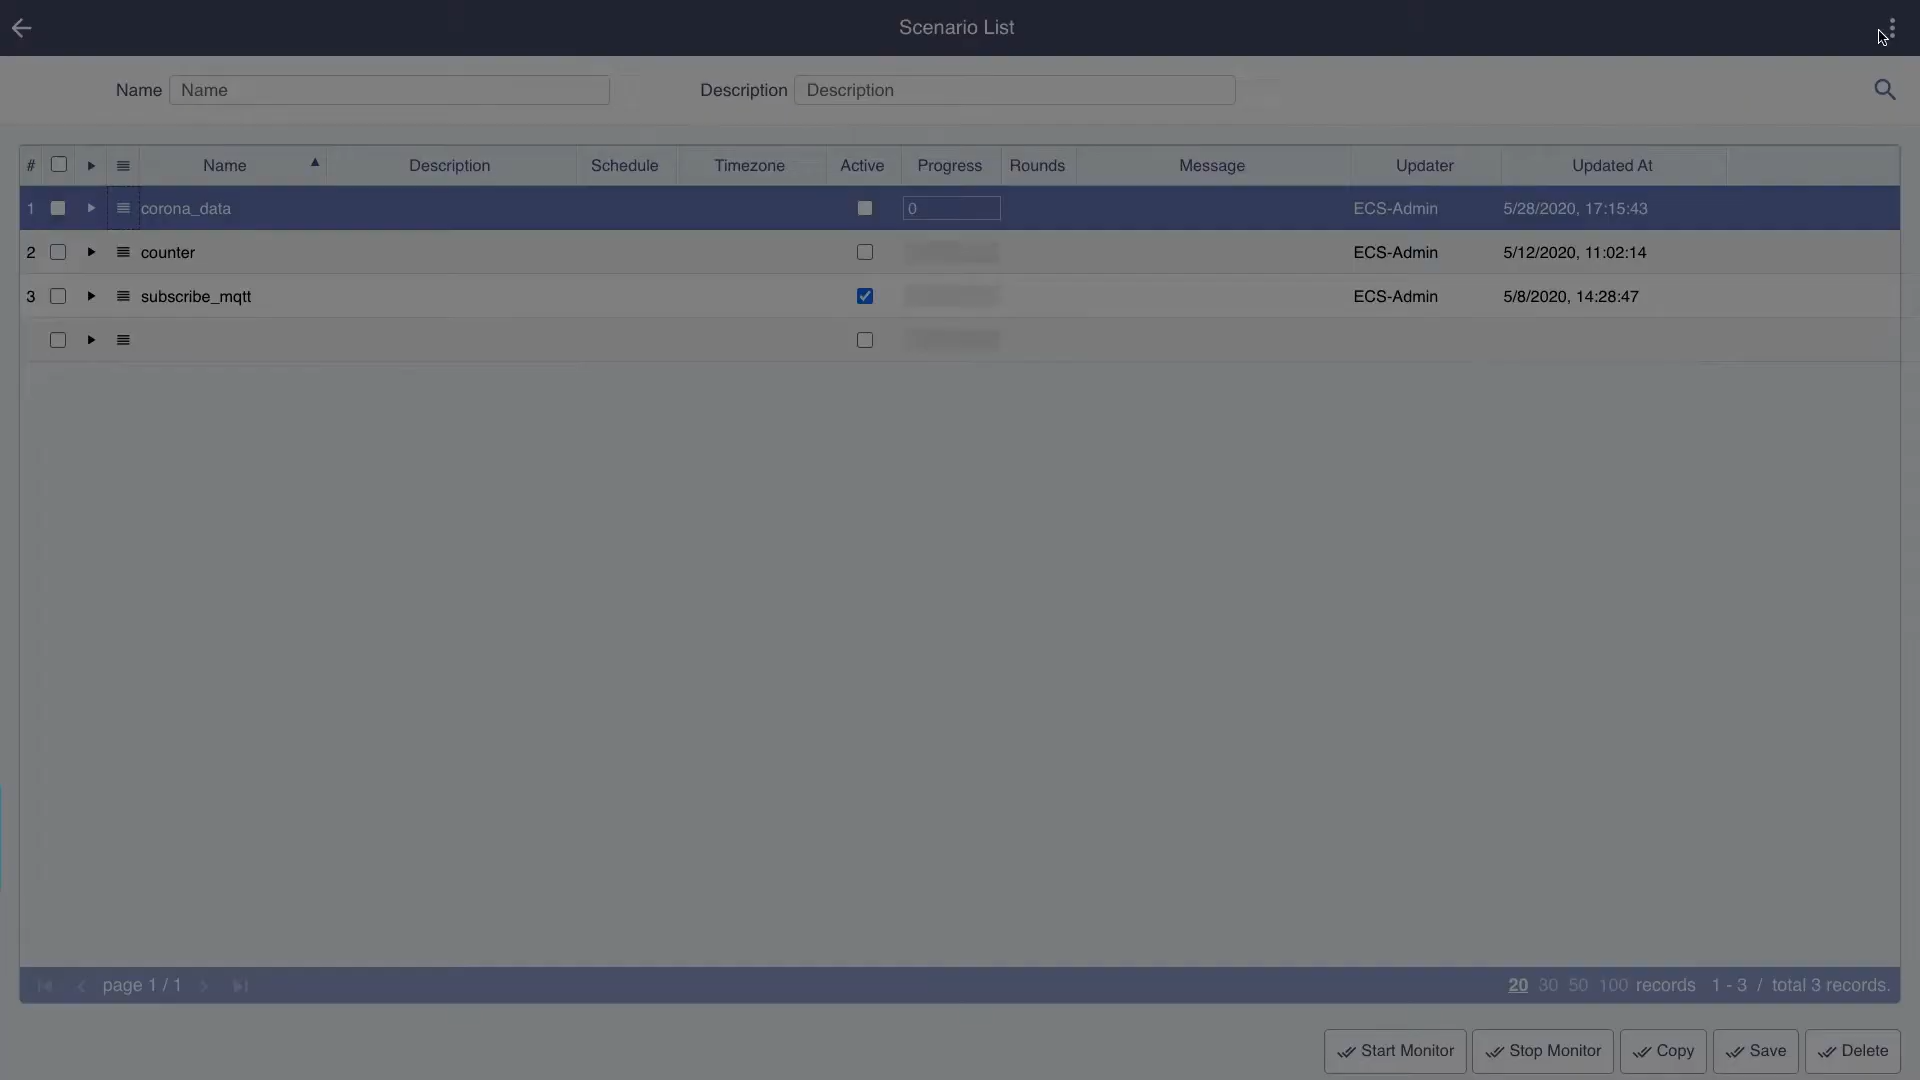 Scenario List
Name Name Description Description
# Name Description Schedule Timezone Active Progress Rounds Message Updater Updated At
1 corona_data 0 ECS-Admin 5/28/2020, 17:15:43
2 counter ECS-Admin 5/12/2020, 11:02:14
3 subscribe_mqtt ECS-Admin 5/8/2020, 14:28:47
page 1 / 1 20 30 50 100 records 1 - 3 / total 3 records.
Start Monitor Stop Monitor Copy Save Delete